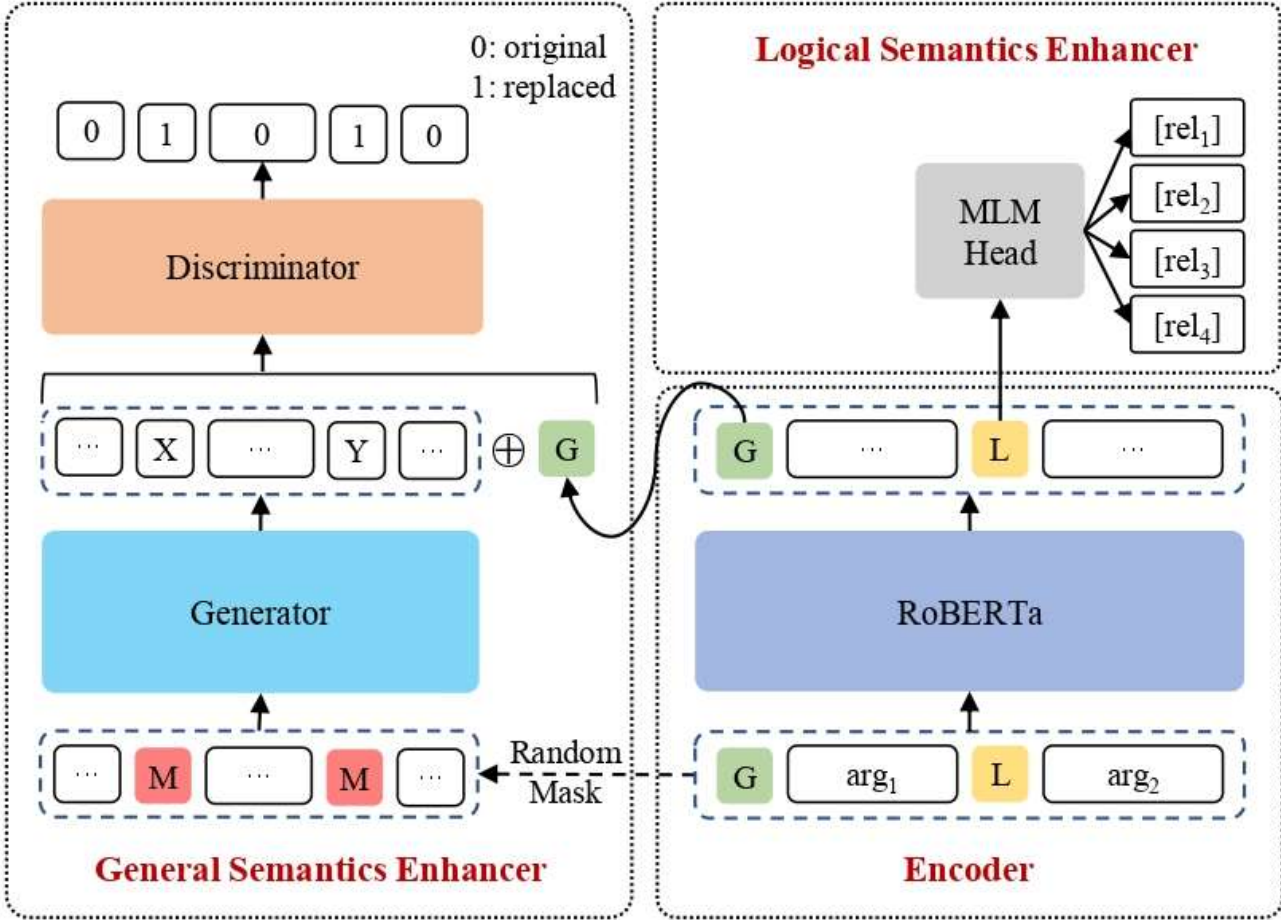 0: original
1: replaced
0 1 0 1 0
Discriminator
... X ... Y ... ⊕ G
Generator
... M ... M ...
Random
Mask
General Semantics Enhancer
Logical Semantics Enhancer
MLM
Head
[rel₁]
[rel₂]
[rel₃]
[rel₄]
G ... L ...
RoBERTa
G arg₁ L arg₂
Encoder